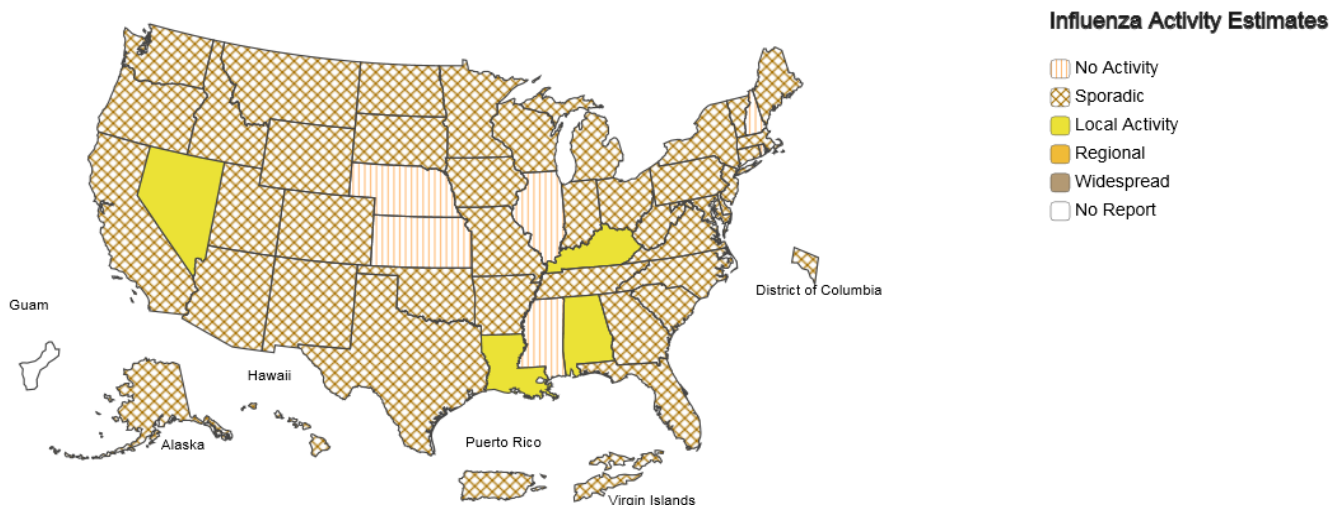 Influenza Activity Estimates
No Activity
Sporadic
Local Activity
Regional
Widespread
No Report
District of Columbia
Guam
Hawaii
Alaska
Puerto Rico
Virgin Islands